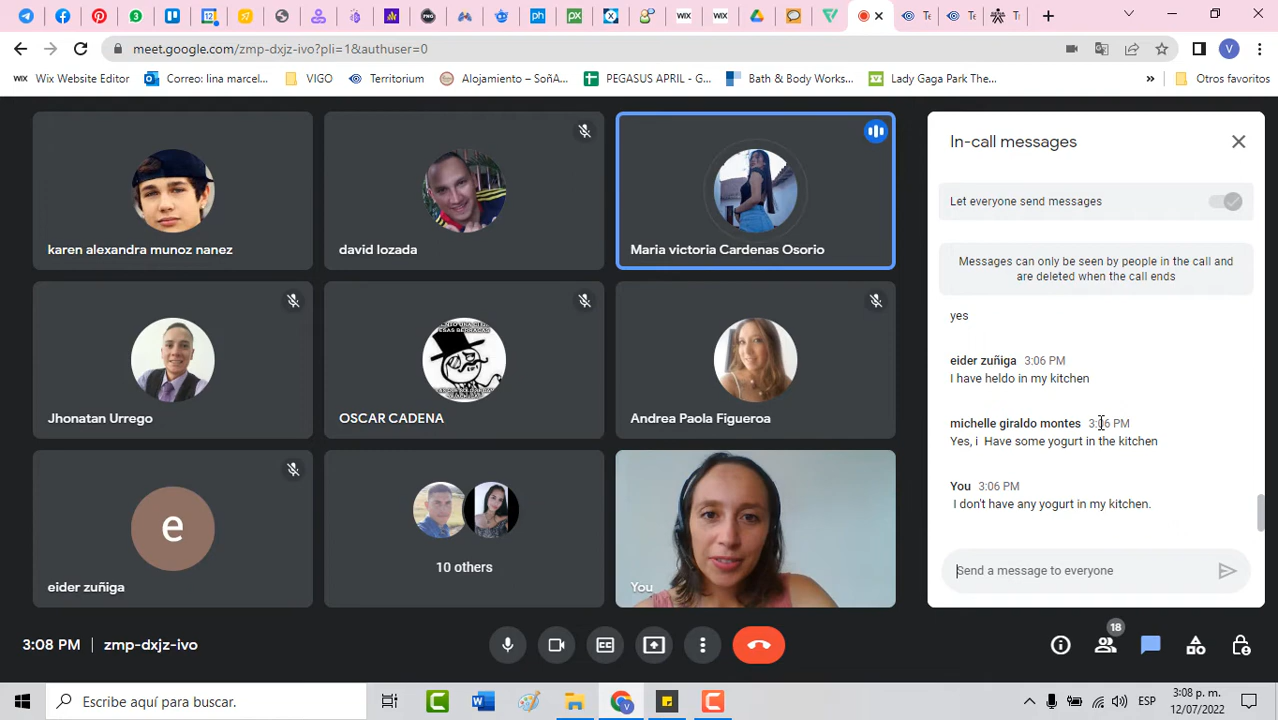 Te
Te
T
meet.google.com/zmp-dxjz-ivo?pli=1&authuser=0
V
WIX Wix Website Editor
Correo: lina marcel...
VIGO
Territorium
Alojamiento – SoñA...
PEGASUS APRIL - G...
Bath & Body Works...
Lady Gaga Park The...
»
Otros favoritos
karen alexandra munoz nanez
david lozada
Maria victoria Cardenas Osorio
Jhonatan Urrego
OSCAR CADENA
Andrea Paola Figueroa
e
eider zuñiga
10 others
You
In-call messages
Let everyone send messages
Messages can only be seen by people in the call and
are deleted when the call ends
yes
eider zuñiga 3:06 PM
I have heldo in my kitchen
michelle giraldo montes 3:06 PM
Yes, i Have some yogurt in the kitchen
You 3:06 PM
I don't have any yogurt in my kitchen.
Send a message to everyone
3:08 PM | zmp-dxjz-ivo
18
Escribe aquí para buscar.
ESP
3:08 p. m.
12/07/2022